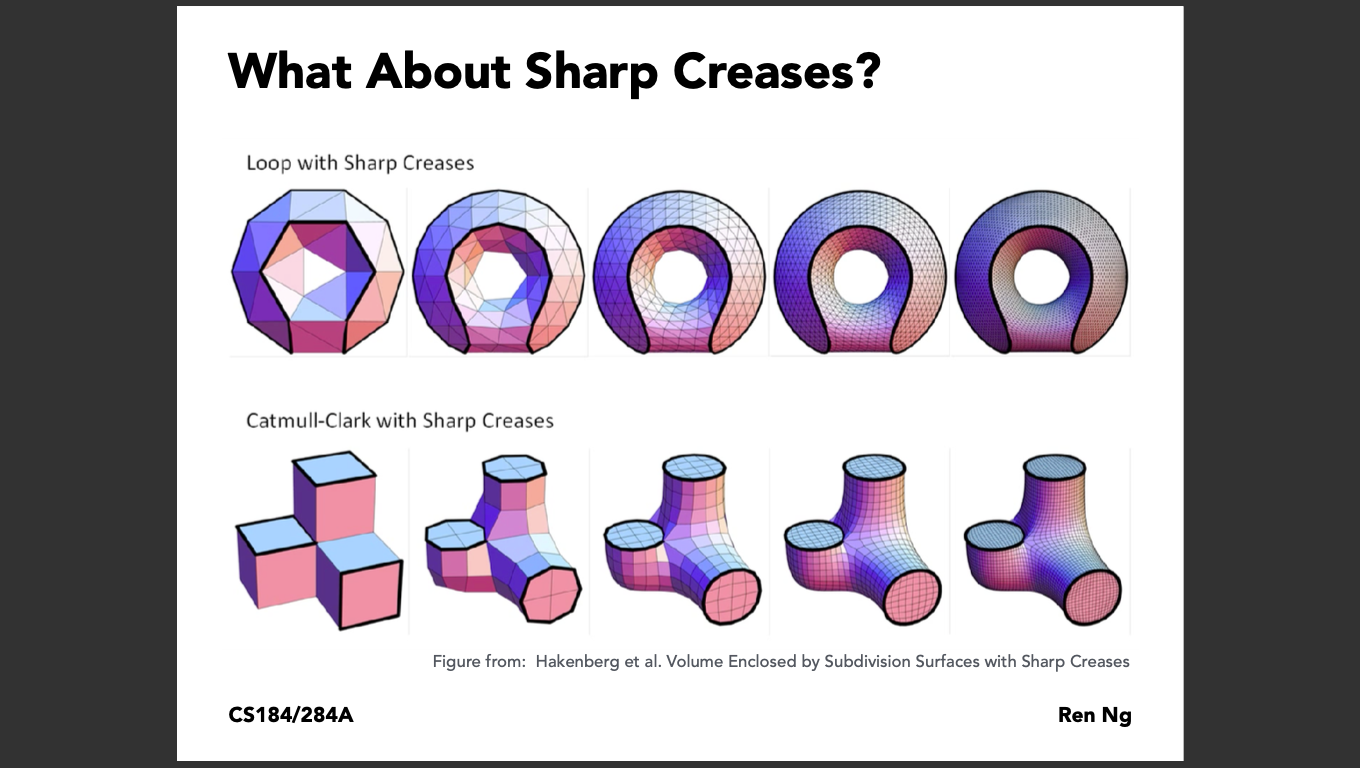 What About Sharp Creases?
Loop with Sharp Creases
Catmull-Clark with Sharp Creases
Figure from:  Hakenberg et al. Volume Enclosed by Subdivision Surfaces with Sharp Creases
CS184/284A
Ren Ng